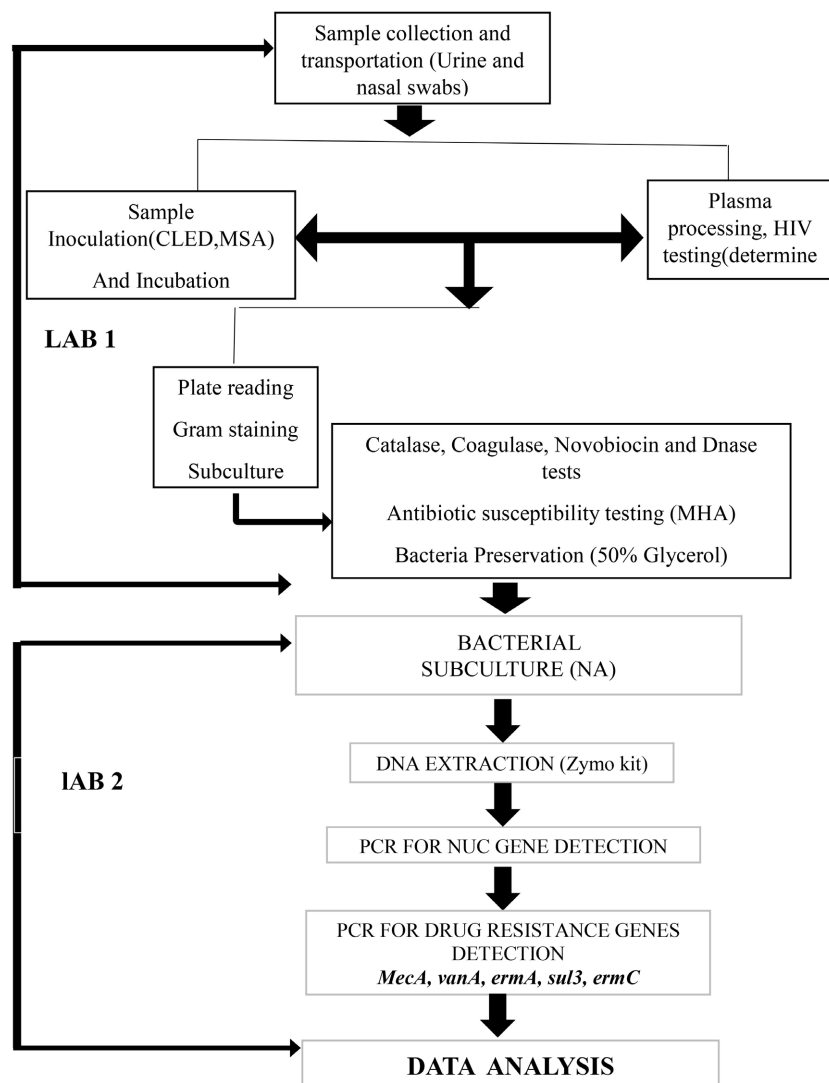 Sample collection and
transportation (Urine and
nasal swabs)
Sample
Inoculation(CLED,MSA)
And Incubation
Plasma
processing, HIV
testing(determine
LAB 1
Plate reading
Gram staining
Subculture
Catalase, Coagulase, Novobiocin and Dnase
tests
Antibiotic susceptibility testing (MHA)
Bacteria Preservation (50% Glycerol)
BACTERIAL
SUBCULTURE (NA)
DNA EXTRACTION (Zymo kit)
lAB 2
PCR FOR NUC GENE DETECTION
PCR FOR DRUG RESISTANCE GENES
DETECTION
MecA, vanA, ermA, sul3, ermC
DATA ANALYSIS